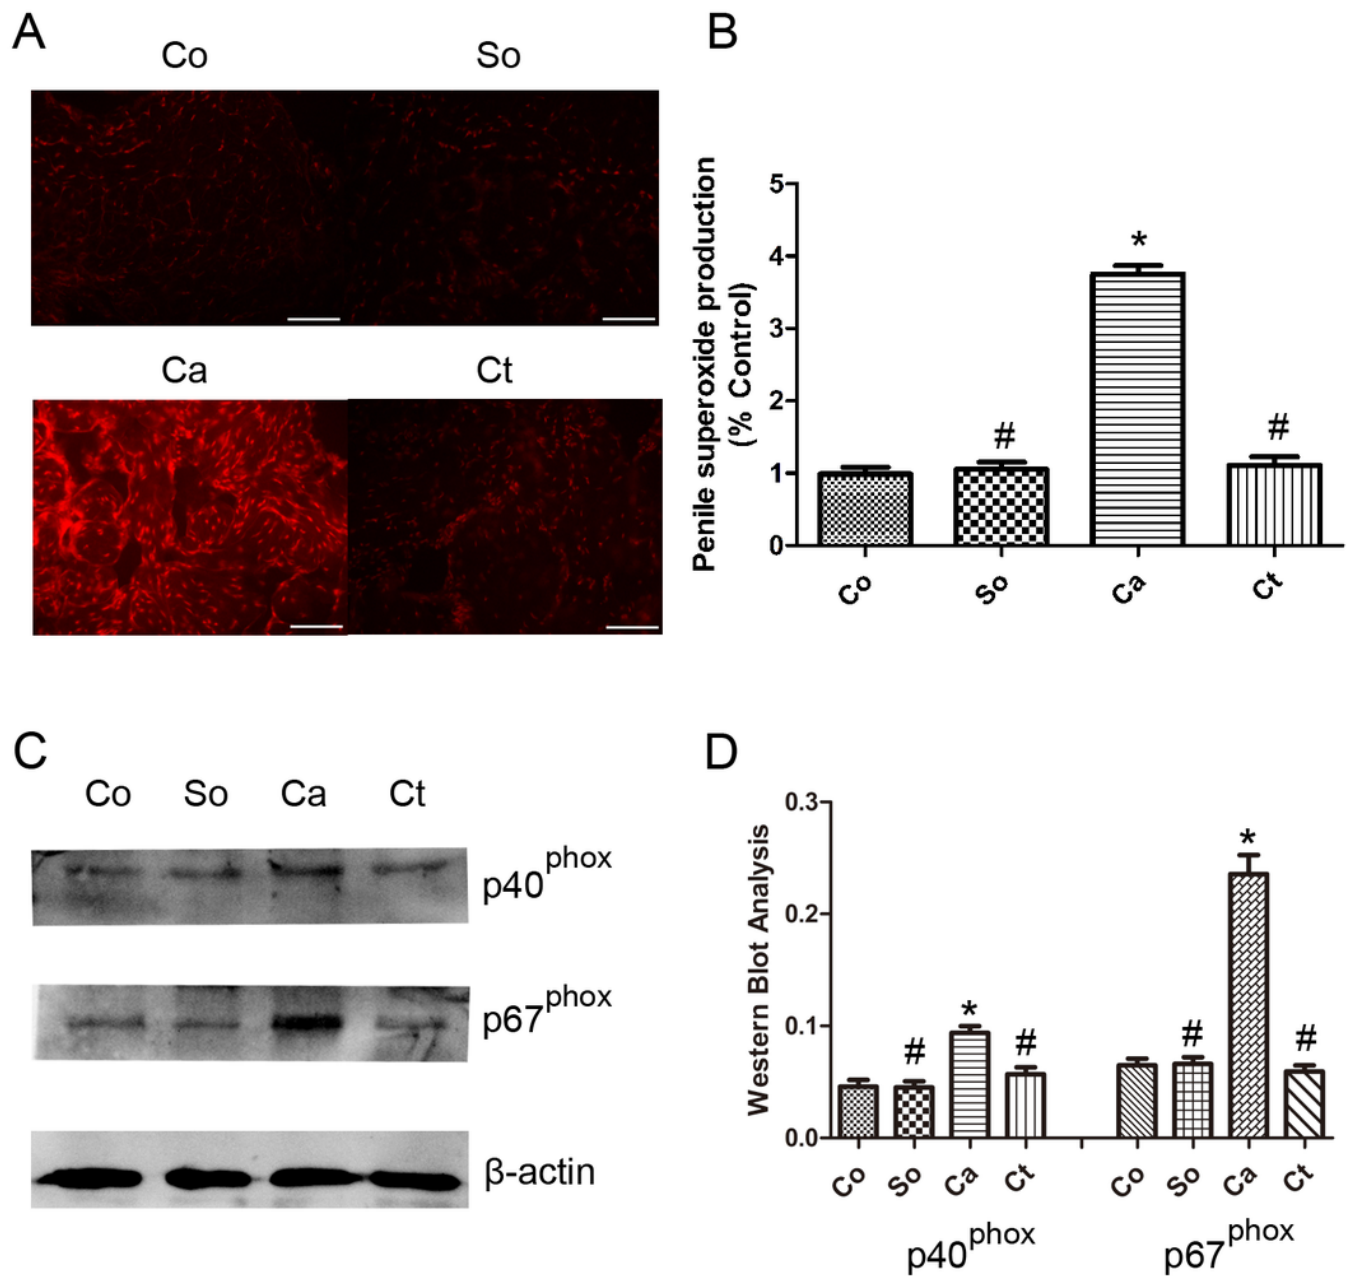 A
Co So
Ca Ct
B
Penile superoxide production
(% Control)
5
4
3
2
1
0
*
#
#
Co So Ca Ct
C
Co So Ca Ct
p40phox
p67phox
β-actin
D
Western Blot Analysis
0.3
0.2
0.1
0.0
# * # # * #
Co So Ca Ct Co So Ca Ct
p40phox p67phox